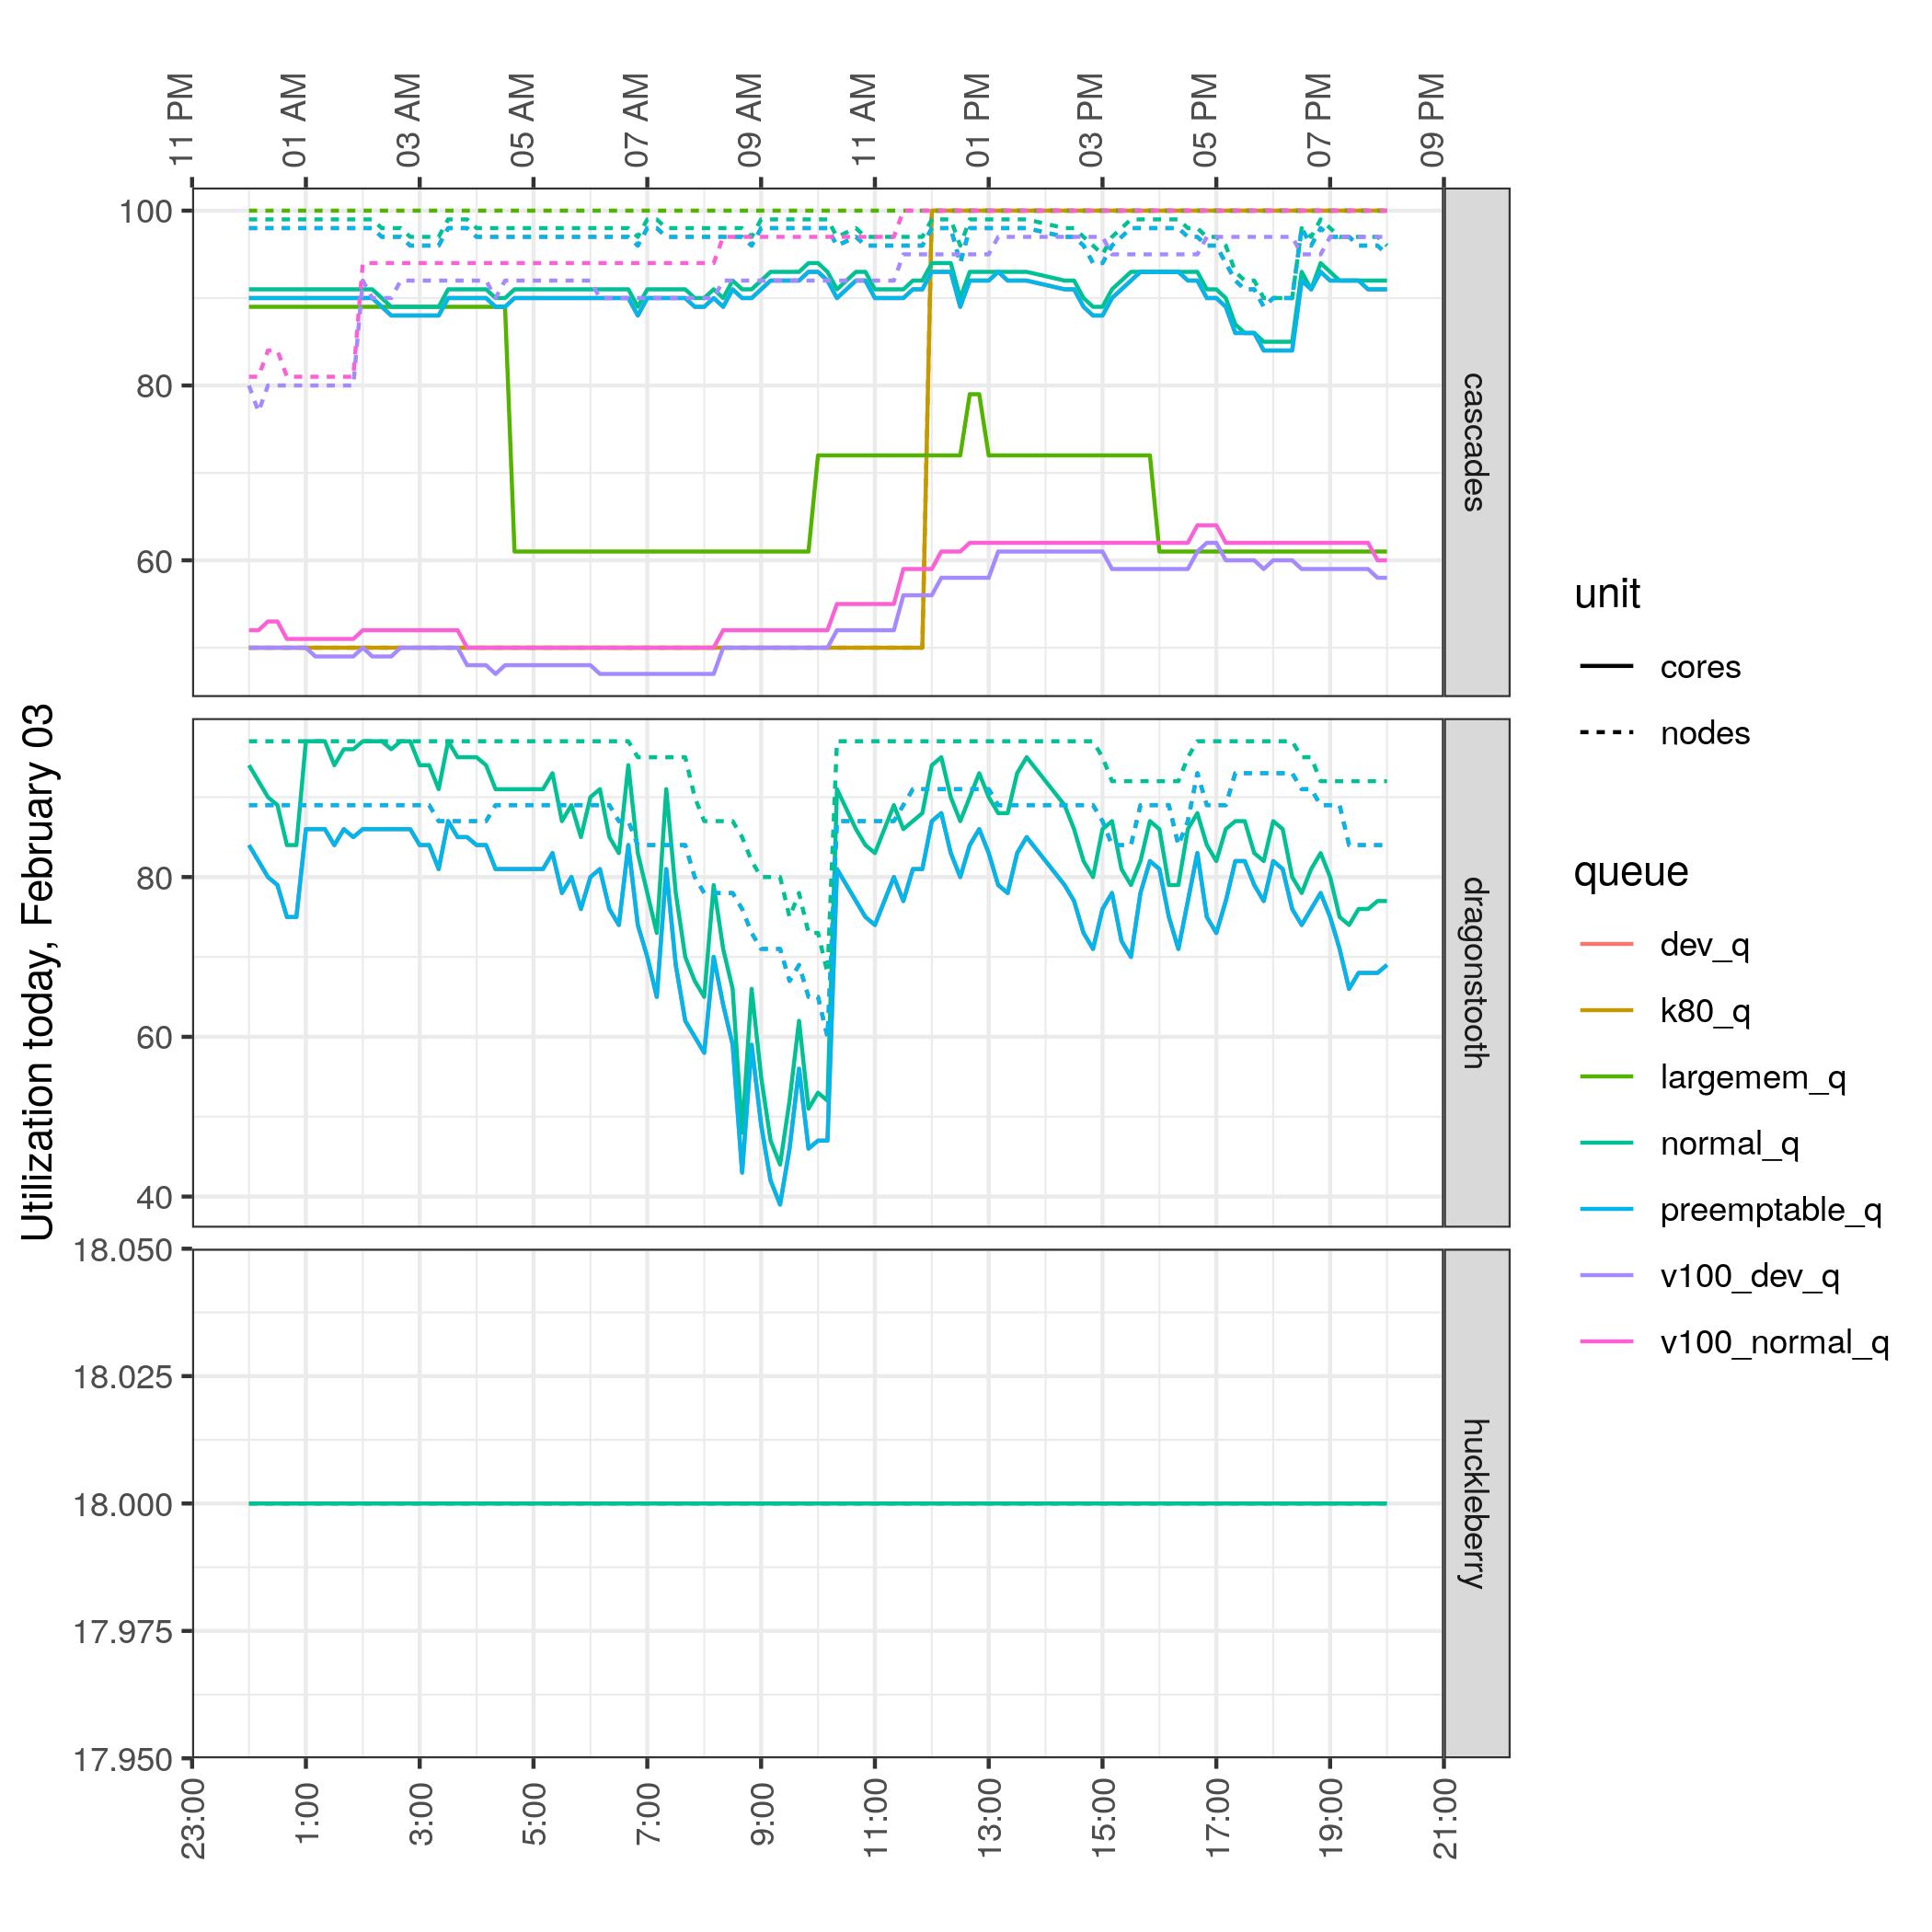 11 PM
01 AM
03 AM
05 AM
07 AM
09 AM
11 AM
01 PM
03 PM
05 PM
07 PM
09 PM
Utilization today, February 03
100
80
60
cascades
80
60
40
dragonstooth
18.050
18.025
18.000
17.975
17.950
huckleberry
23:00
1:00
3:00
5:00
7:00
9:00
11:00
13:00
15:00
17:00
19:00
21:00
unit
cores
nodes
queue
dev_q
k80_q
largemem_q
normal_q
preemptable_q
v100_dev_q
v100_normal_q